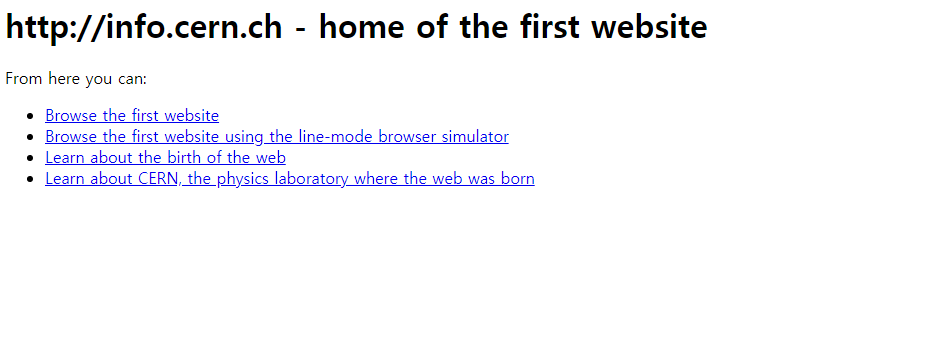 http://info.cern.ch - home of the first website
From here you can:
Browse the first website
Browse the first website using the line-mode browser simulator
Learn about the birth of the web
Learn about CERN, the physics laboratory where the web was born